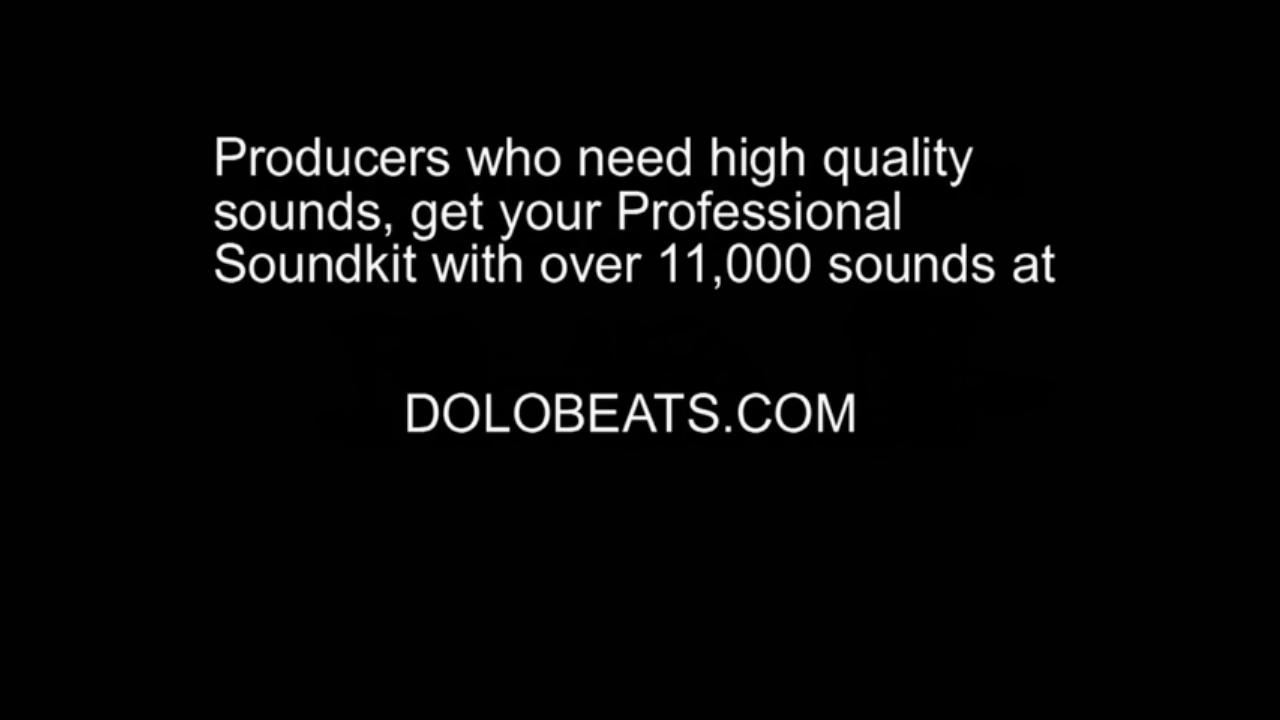 Producers who need high quality
sounds, get your Professional
Soundkit with over 11,000 sounds at
DOLOBEATS.COM